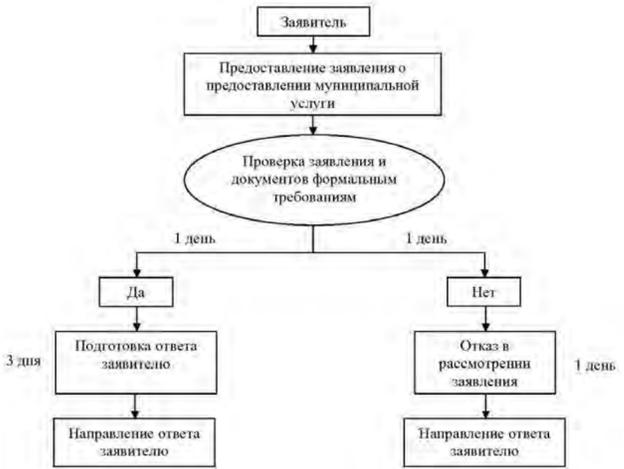 Заявитель
Предоставление заявления о
предоставлении муниципальной
услуги
Проверка заявления и
документов формальным
требованиям
1 день
1 день
Да
Нет
3 дня
Подготовка ответа
заявителю
Отказ в
рассмотрении
заявления
1 день
Направление ответа
заявителю
Направление ответа
заявителю